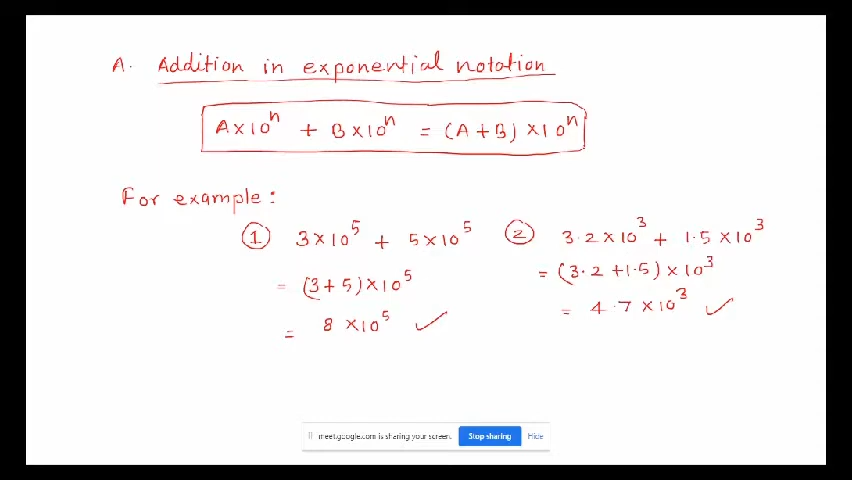 A. Addition in exponential notation
A×10ⁿ + B×10ⁿ = (A+B) ×10ⁿ
For example:
① 3×10⁵ + 5×10⁵
= (3+5)×10⁵
= 8 ×10⁵ ✓
② 3.2×10³ + 1.5×10³
= (3.2+1.5)×10³
= 4.7×10³ ✓
meet.google.com is sharing your screen. Stop sharing Hide